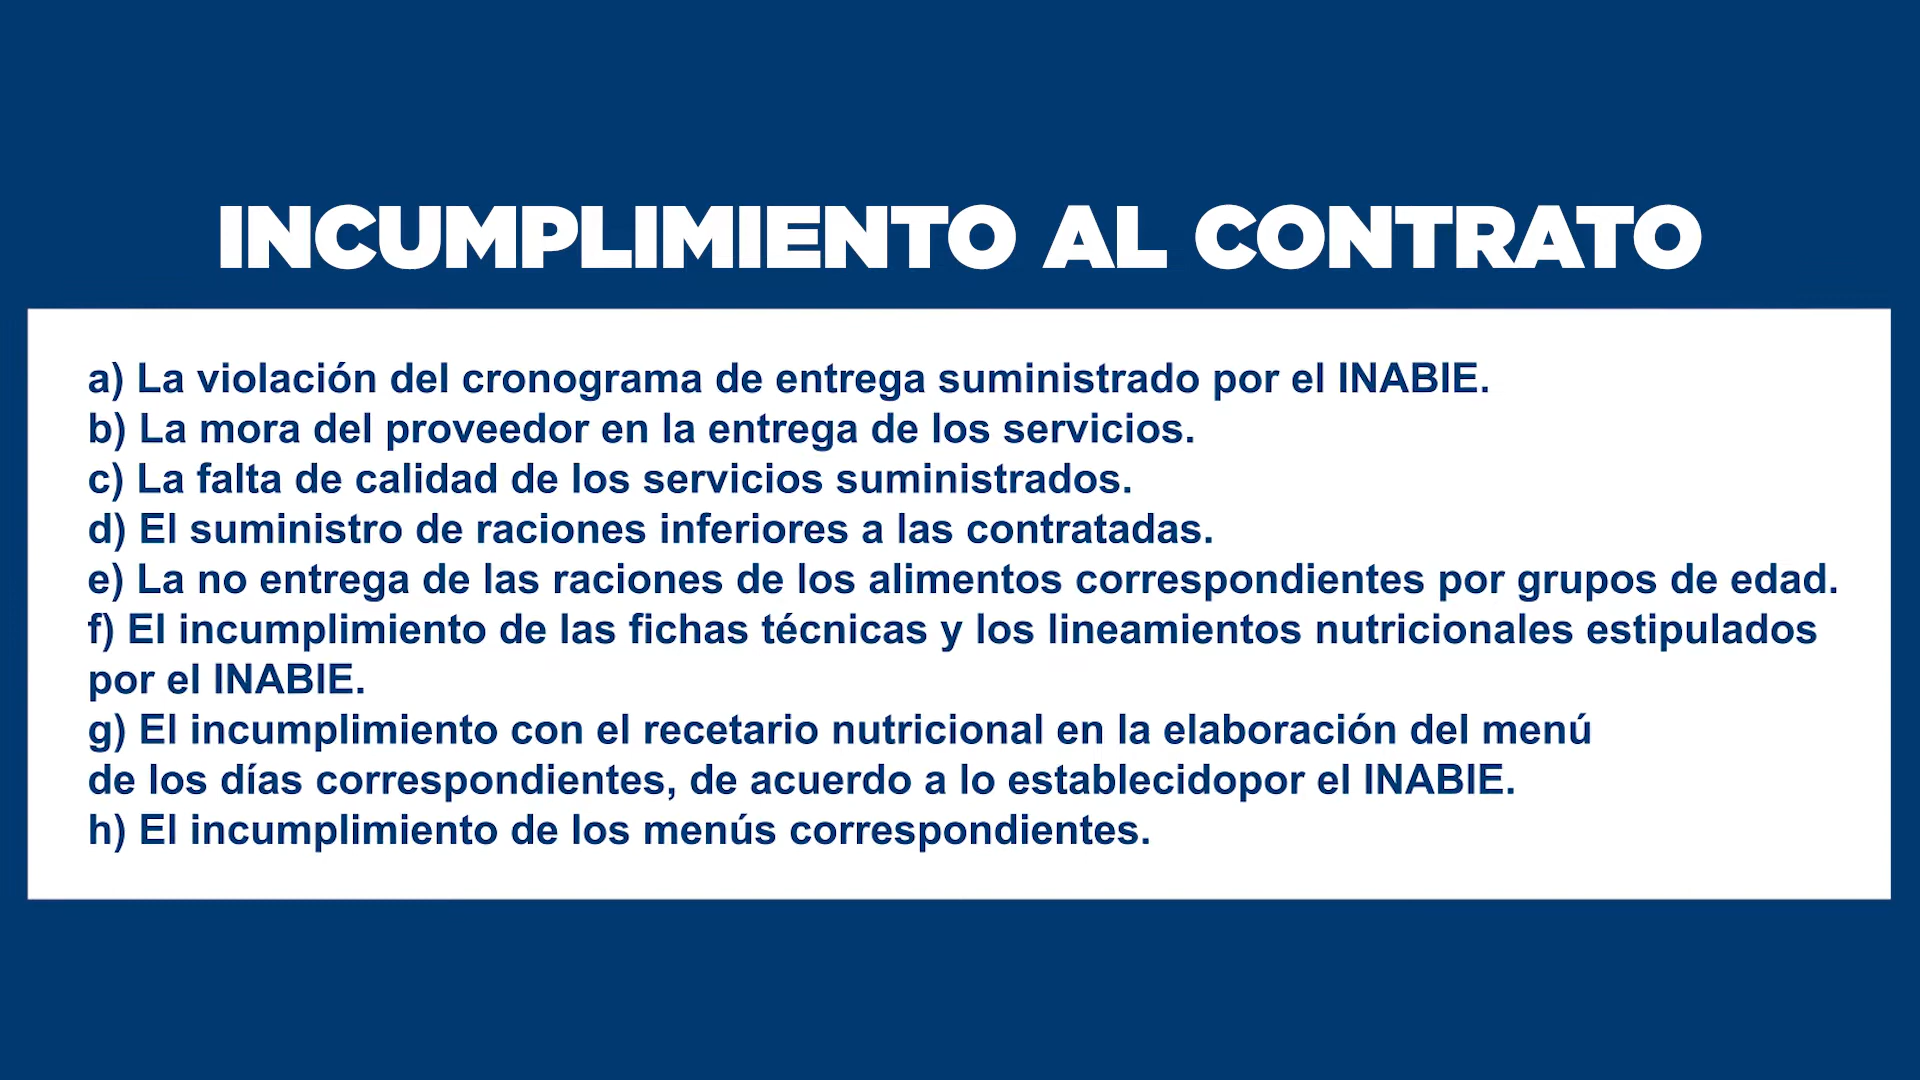 INCUMPLIMIENTO AL CONTRATO
a) La violación del cronograma de entrega suministrado por el INABIE.
b) La mora del proveedor en la entrega de los servicios.
c) La falta de calidad de los servicios suministrados.
d) El suministro de raciones inferiores a las contratadas.
e) La no entrega de las raciones de los alimentos correspondientes por grupos de edad.
f) El incumplimiento de las fichas técnicas y los lineamientos nutricionales estipulados
por el INABIE.
g) El incumplimiento con el recetario nutricional en la elaboración del menú
de los días correspondientes, de acuerdo a lo establecidopor el INABIE.
h) El incumplimiento de los menús correspondientes.